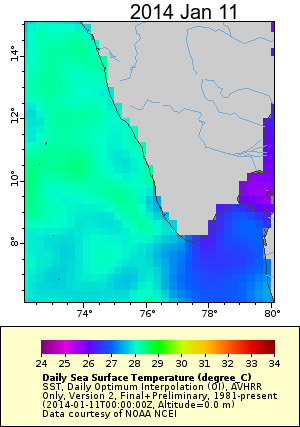 2014 Jan 11
14°
12°
10°
8°
74° 76° 78° 80°
24 25 26 27 28 29 30 31 32 33 34
Daily Sea Surface Temperature (degree_C)
SST, Daily Optimum Interpolation (OI), AVHRR
Only, Version 2, Final+Preliminary, 1981-present
(2014-01-11T00:00:00Z, Altitude=0.0 m)
Data courtesy of NOAA NCEI